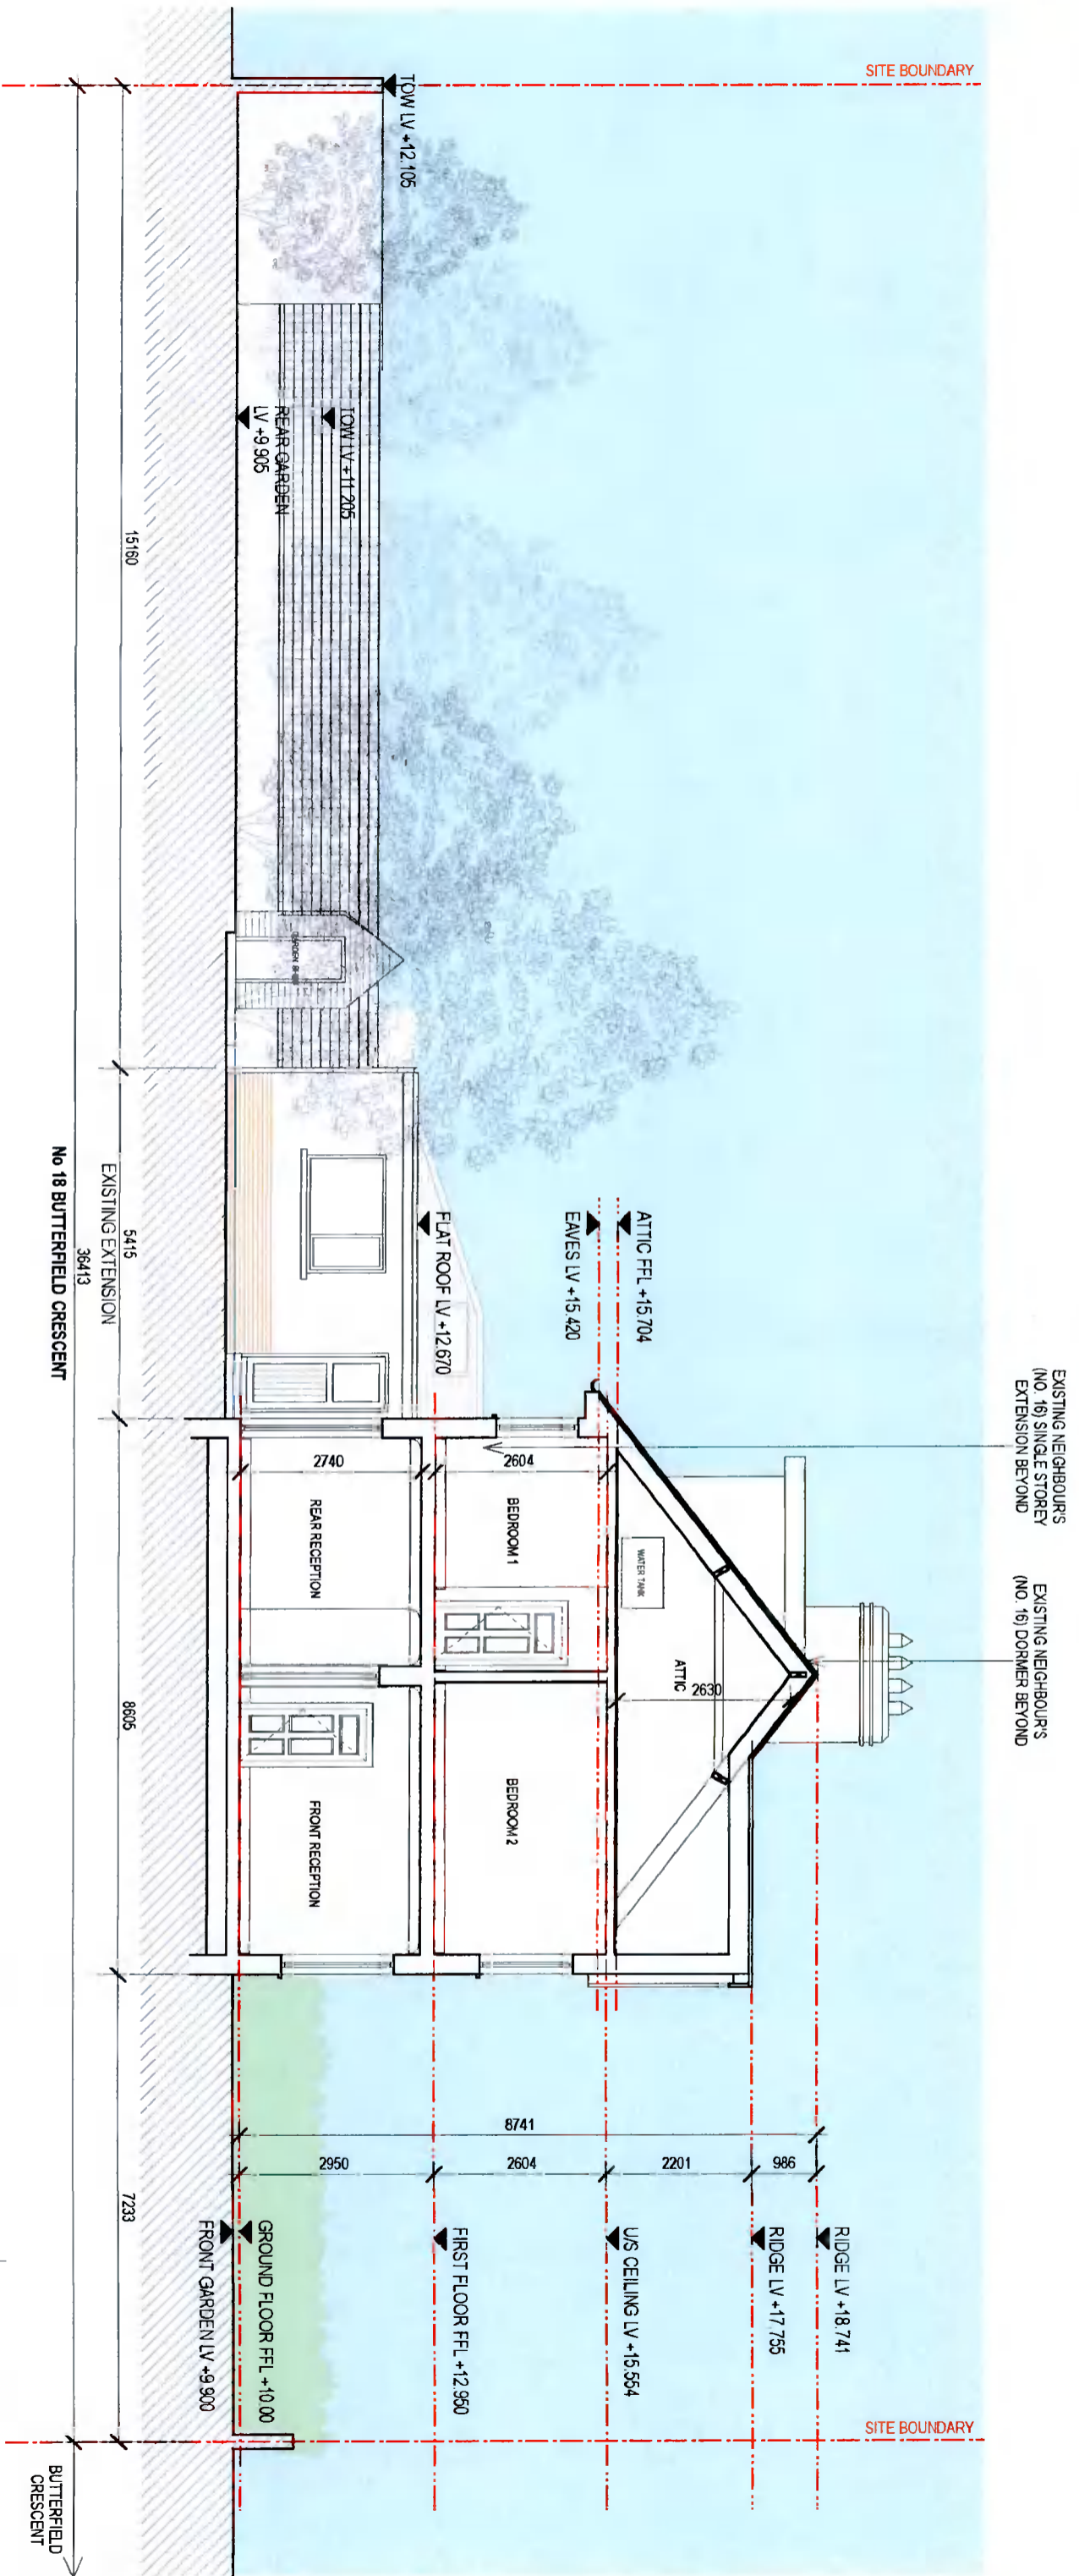 SITE BOUNDARY
TOW LV +12.105
TOW LV +11.205
REAR GARDEN
LV +9.905
15160
GARDEN SHED
EXISTING NEIGHBOUR'S
(NO. 16) SINGLE STOREY
EXTENSION BEYOND
EXISTING NEIGHBOUR'S
(NO. 16) DORMER BEYOND
ATTIC FFL +15.704
EAVES LV +15.420
FLAT ROOF LV +12.670
5415
EXISTING EXTENSION
36413
No 18 BUTTERFIELD CRESCENT
WATER TANK
ATTIC
2630
2604
BEDROOM 1
BEDROOM 2
2740
REAR RECEPTION
FRONT RECEPTION
8605
8741
2950
2604
2201
986
RIDGE LV +18.741
RIDGE LV +17.755
U/S CEILING LV +15.554
FIRST FLOOR FFL +12.950
GROUND FLOOR FFL +10.00
FRONT GARDEN LV +9.900
7233
SITE BOUNDARY
BUTTERFIELD
CRESCENT